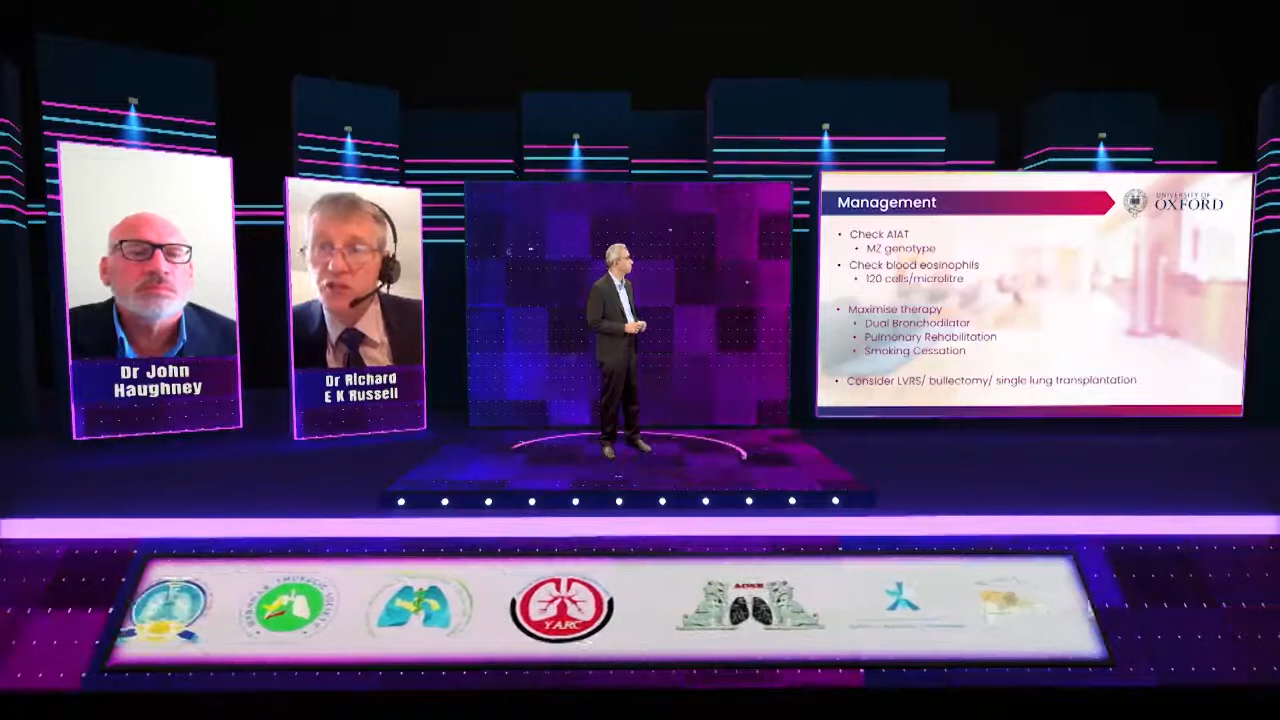 Dr John
Haughney
Dr Richard
E K Russell
Management
UNIVERSITY OF
OXFORD
• Check A1AT
• MZ genotype
• Check blood eosinophils
• 120 cells/microlitre
• Maximise therapy
• Dual Bronchodilator
• Pulmonary Rehabilitation
• Smoking Cessation
• Consider LVRS/ bullectomy/ single lung transplantation
YARC